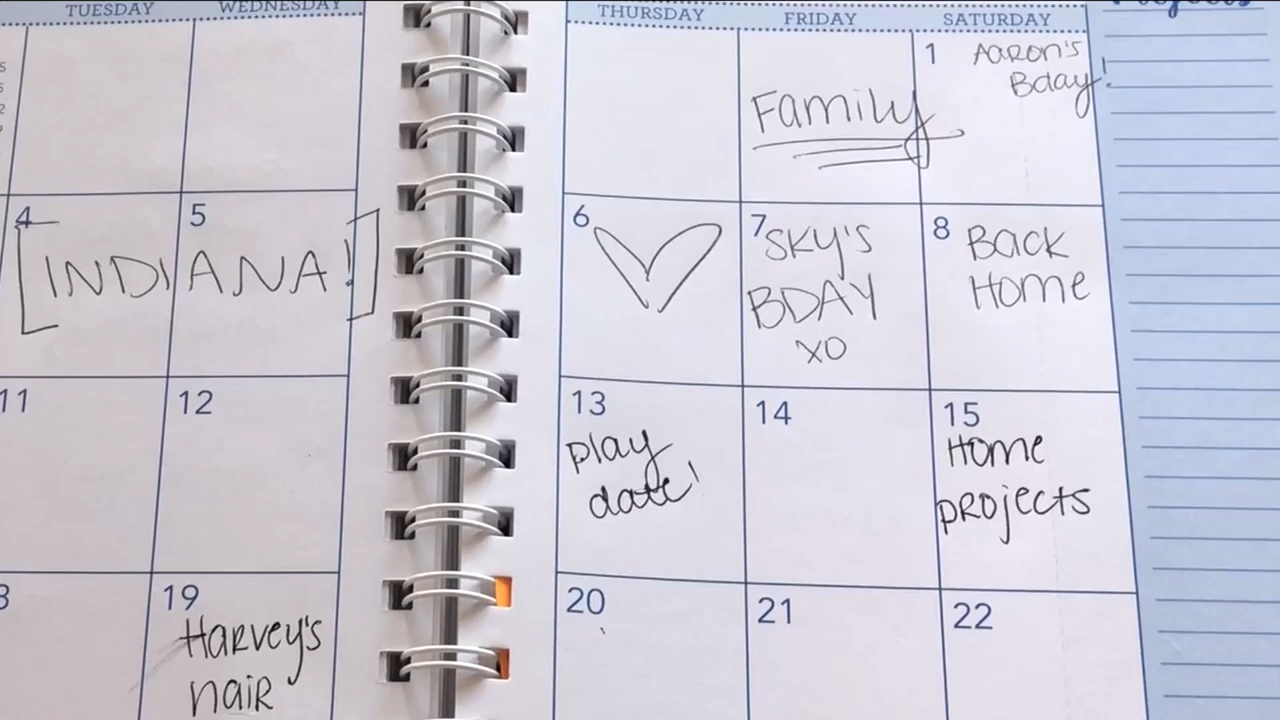 TUESDAY WEDNESDAY THURSDAY FRIDAY SATURDAY Projects
1 Aaron's
Bday!
Family
4 5 6 7 8
[INDIANA!]
SKY'S
BDAY
XO
Back
Home
11 12 13 14 15
play
date!
Home
projects
19 20 21 22
Harvey's
hair